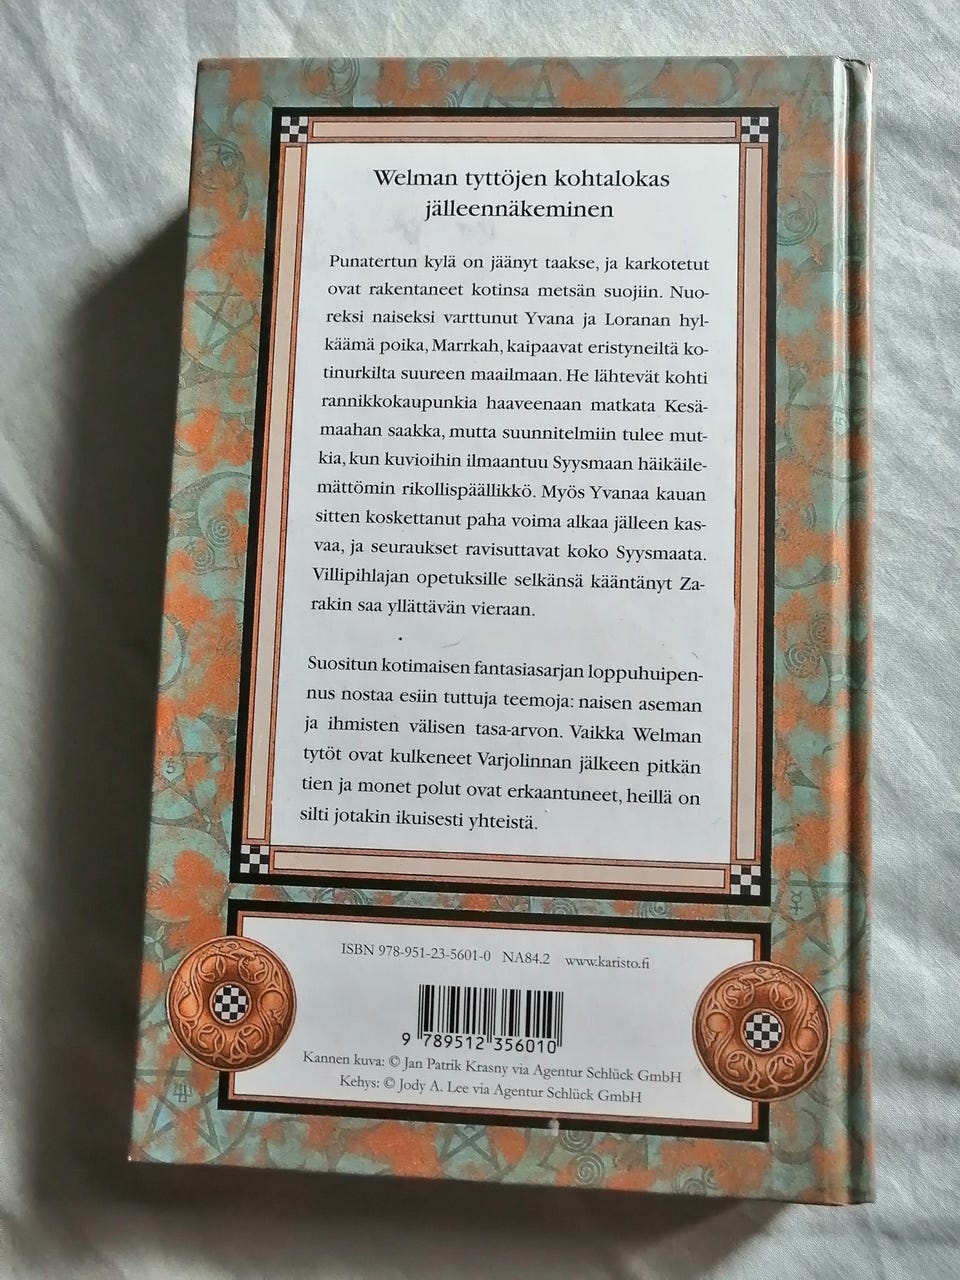 Welman tyttöjen kohtalokas
jälleennäkeminen
Punatertun kylä on jäänyt taakse, ja karkotetut
ovat rakentaneet kotinsa metsän suojiin. Nuo-
reksi naiseksi varttunut Yvana ja Loranan hyl-
käämä poika, Marrkah, kaipaavat eristyneiltä ko-
tinurkilta suureen maailmaan. He lähtevät kohti
rannikkokaupunkia haaveenaan matkata Kesä-
maahan saakka, mutta suunnitelmiin tulee mut-
kia, kun kuvioihin ilmaantuu Syysmaan häikäile-
mättömin rikollispäällikkö. Myös Yvanaa kauan
sitten koskettanut paha voima alkaa jälleen kas-
vaa, ja seuraukset ravisuttavat koko Syysmaata.
Villipihlajan opetuksille selkänsä kääntänyt Za-
rakin saa yllättävän vieraan.
Suositun kotimaisen fantasiasarjan loppuhuipen-
nus nostaa esiin tuttuja teemoja: naisen aseman
ja ihmisten välisen tasa-arvon. Vaikka Welman
tytöt ovat kulkeneet Varjolinnan jälkeen pitkän
tien ja monet polut ovat erkaantuneet, heillä on
silti jotakin ikuisesti yhteistä.
ISBN 978-951-23-5601-0 NA84.2 www.karisto.fi
9 789512 356010
Kannen kuva: © Jan Patrik Krasny via Agentur Schlück GmbH
Kehys: © Jody A. Lee via Agentur Schlück GmbH